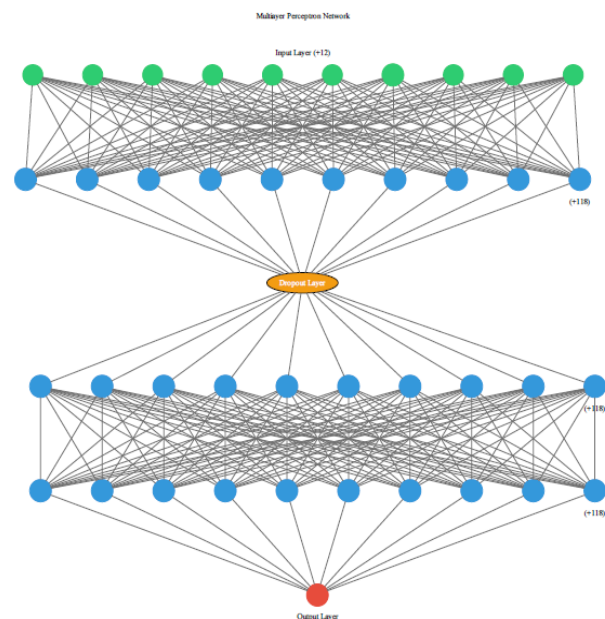 Multilayer Perceptron Network
Input Layer (+12)
(+118)
Dropout Layer
(+118)
(+118)
Output Layer